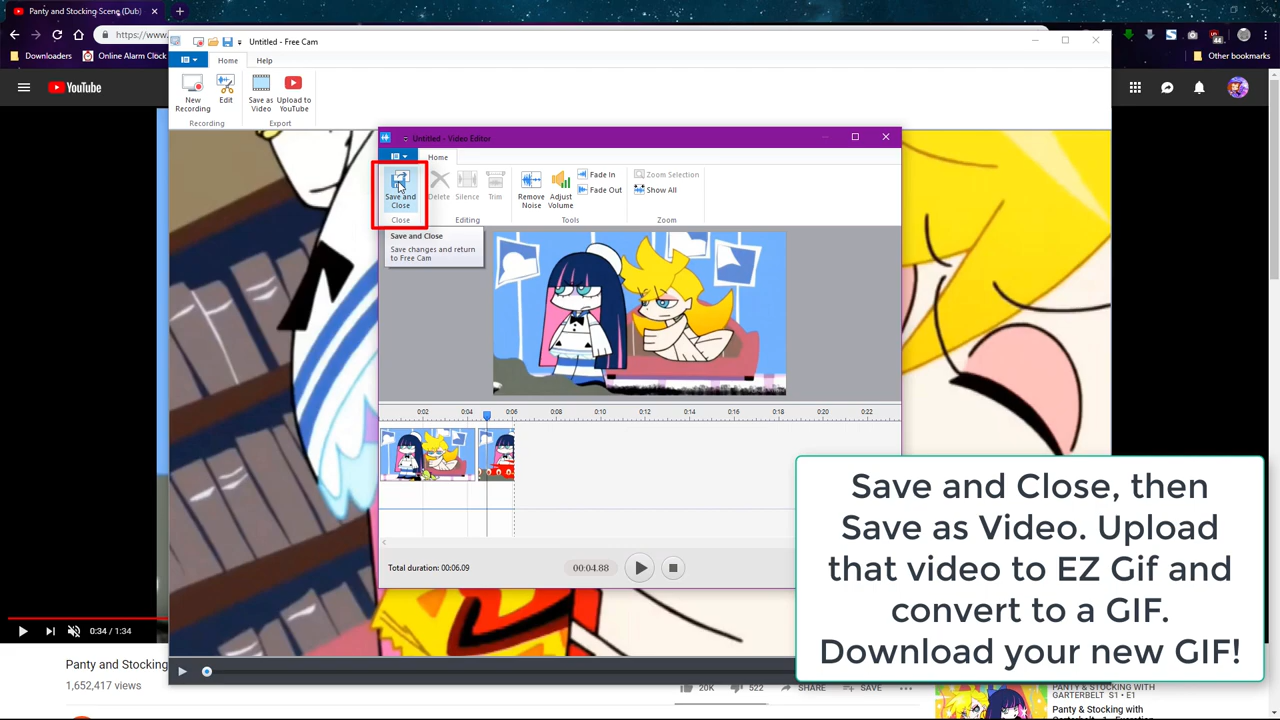 Panty and Stocking Scene (Dub)
https://www.
Downloaders
Online Alarm Clock
Other bookmarks
YouTube
Untitled - Free Cam
Home
Help
New Recording
Edit
Save as Video
Upload to YouTube
Recording
Export
Untitled - Video Editor
Home
Save and Close
Delete
Silence
Trim
Remove Noise
Adjust Volume
Fade In
Fade Out
Zoom Selection
Show All
Close
Editing
Tools
Zoom
Save and Close
Save changes and return
to Free Cam
0:02
0:04
0:06
0:08
0:10
0:12
0:14
0:16
0:18
0:20
0:22
Total duration: 00:06.09
00:04.88
Save and Close, then
Save as Video. Upload
that video to EZ Gif and
convert to a GIF.
Download your new GIF!
0:34 / 1:34
Panty and Stocking
1,652,417 views
20K
522
SHARE
SAVE
PANTY & STOCKING WITH
GARTERBELT S1 • E1
Panty & Stocking with